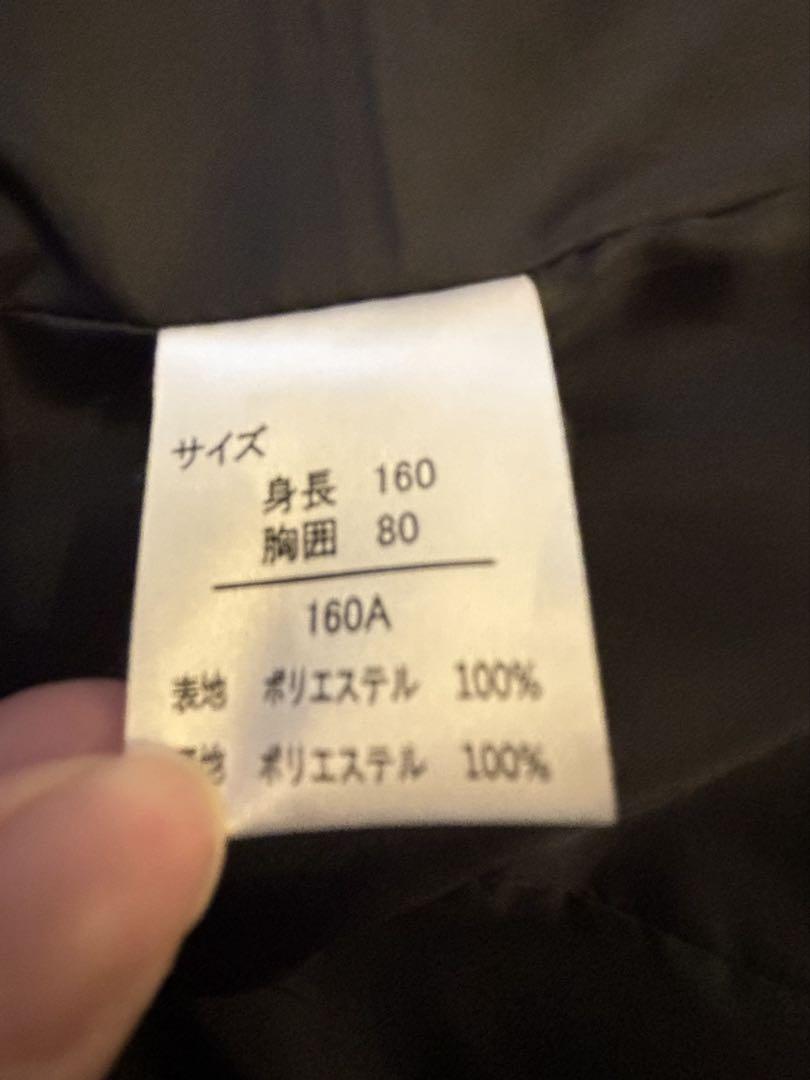 サイズ
身長 160
胸囲 80
160A
表地 ポリエステル 100%
地 ポリエステル 100%